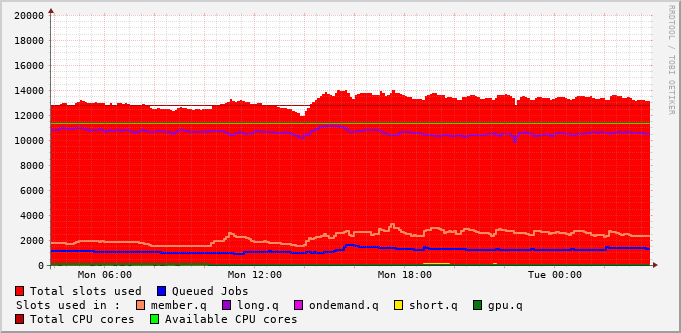 20000
18000
16000
14000
12000
10000
8000
6000
4000
2000
0
Mon 06:00 Mon 12:00 Mon 18:00 Tue 00:00
RRDTOOL / TOBI OETIKER
Total slots used Queued Jobs
Slots used in : member.q long.q ondemand.q short.q gpu.q
Total CPU cores Available CPU cores